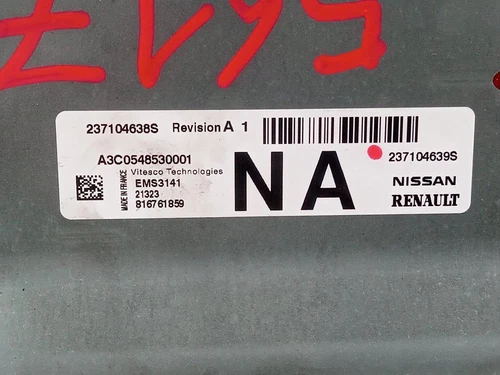 237104638S Revision A 1
A3C0548530001
237104639S
Vitesco Technologies
MADE IN FRANCE
EMS3141
21323
816761859
NA
NISSAN
RENAULT